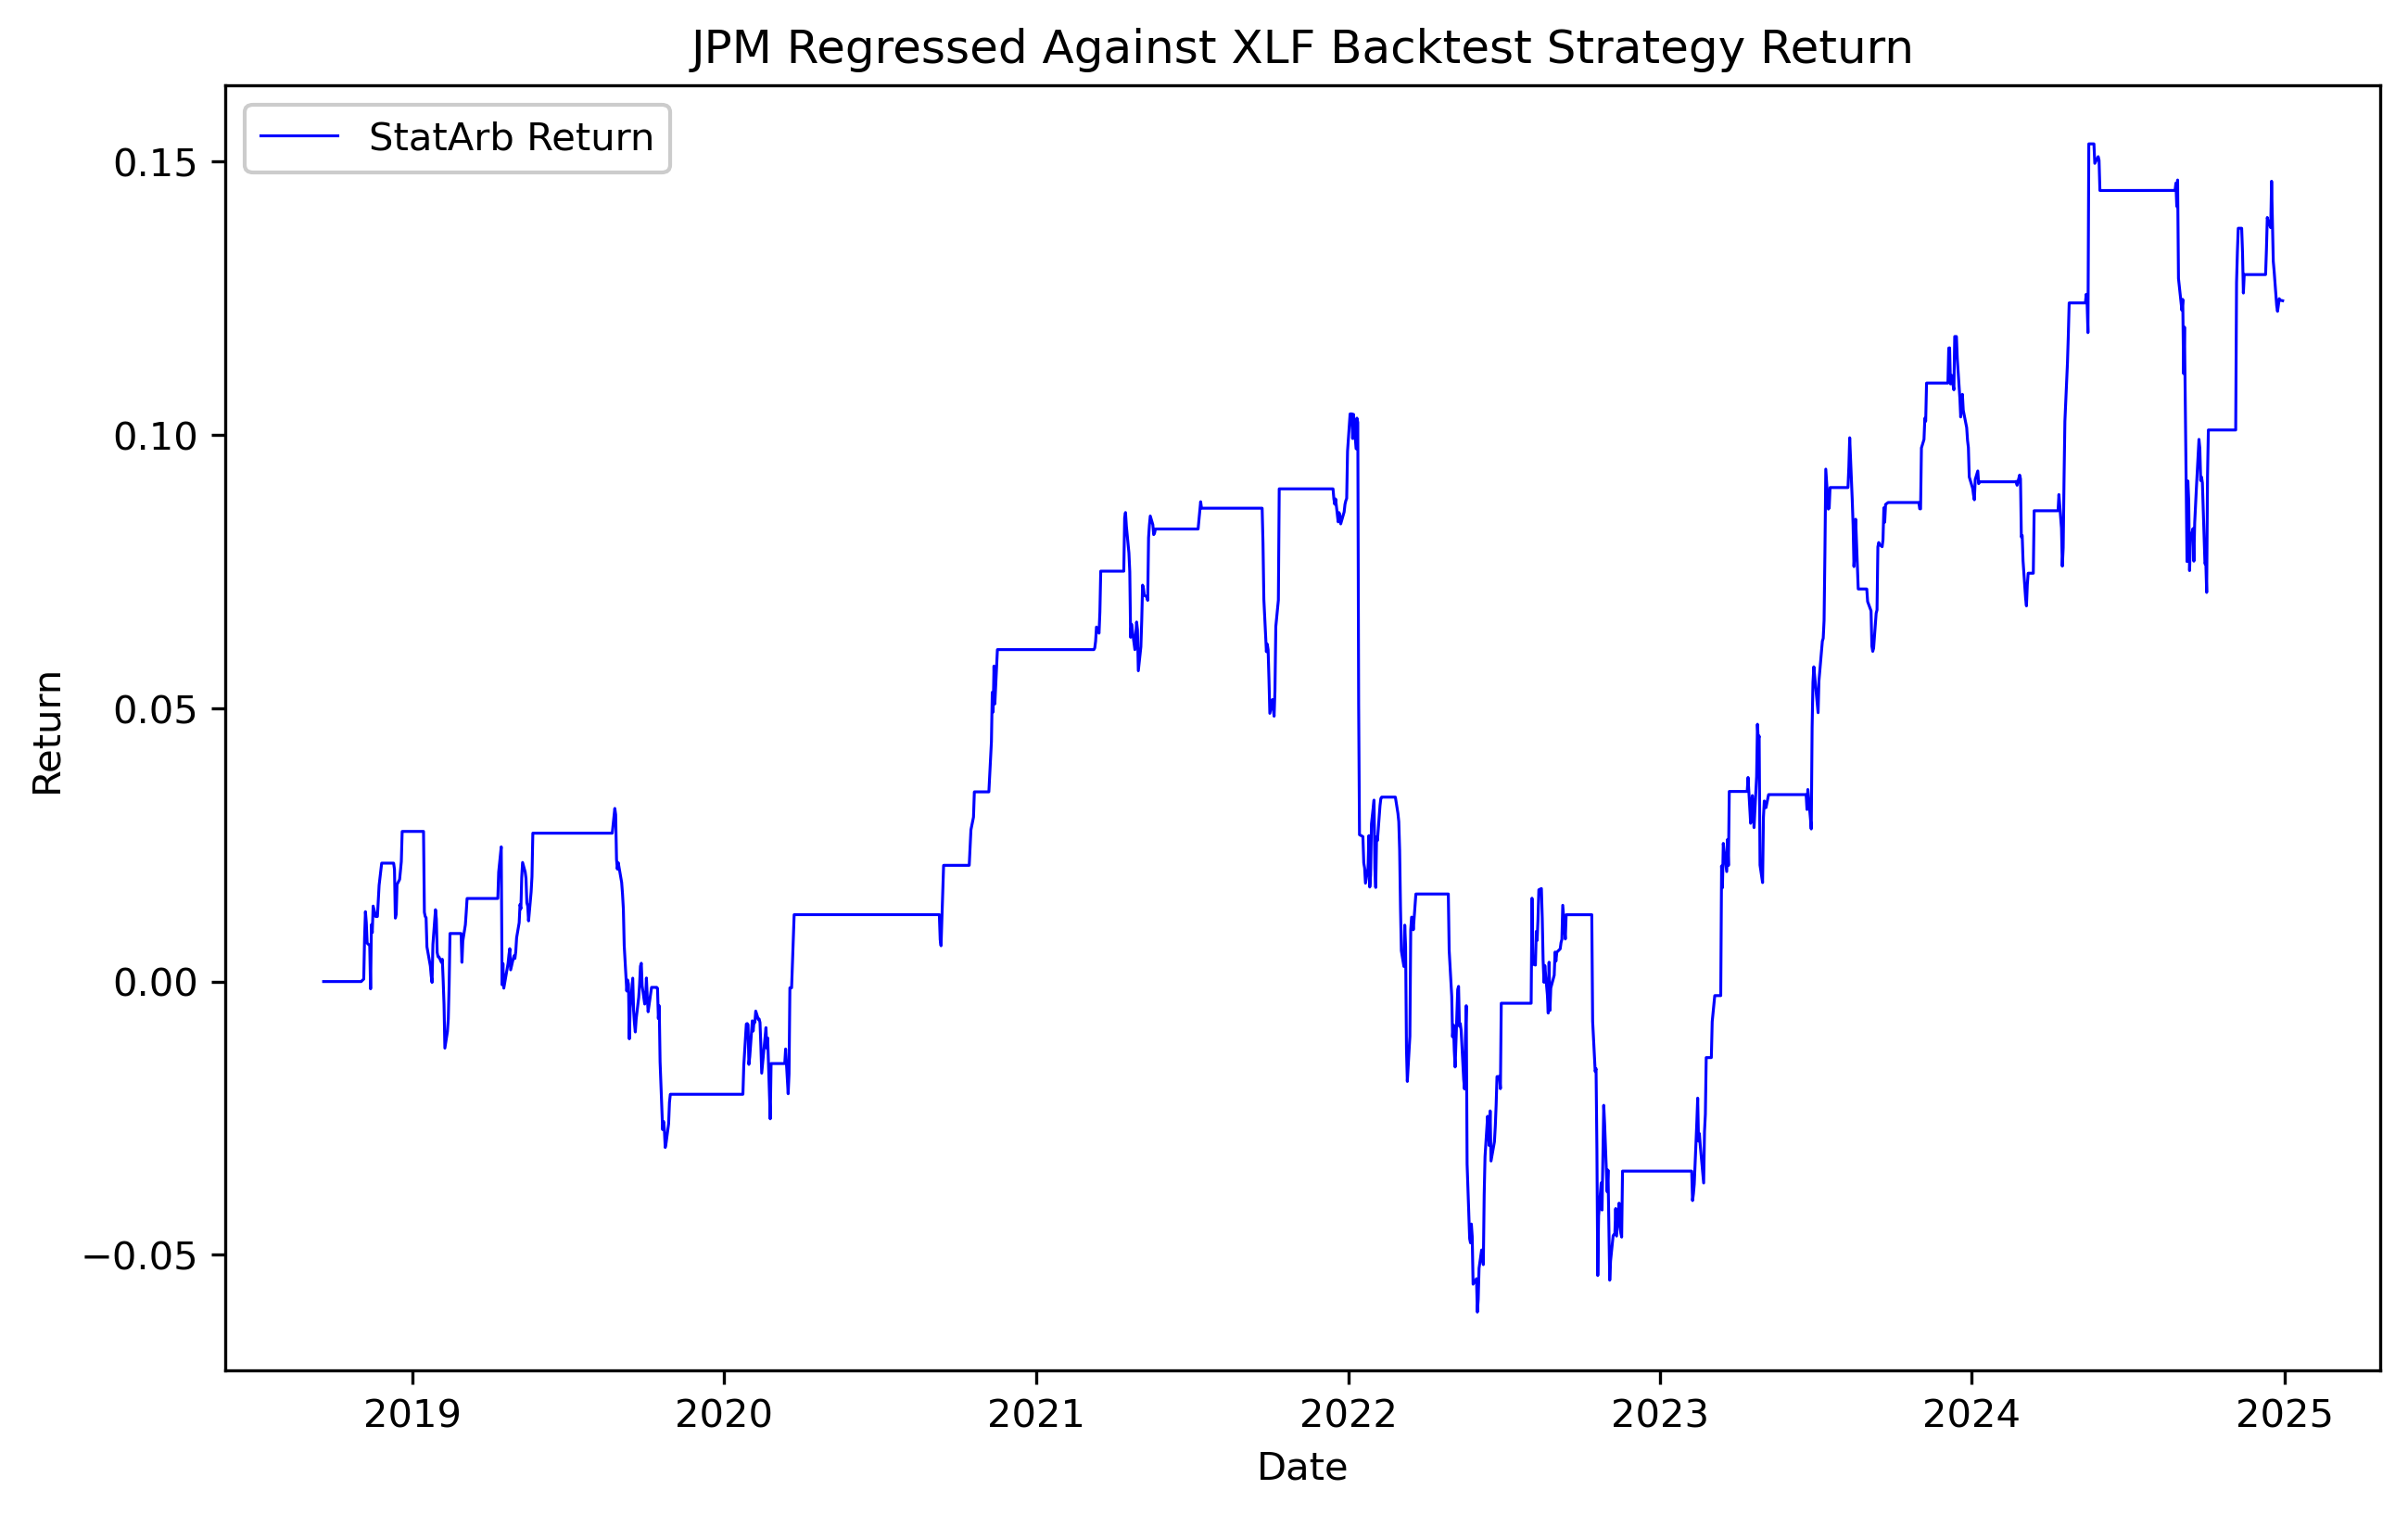 JPM Regressed Against XLF Backtest Strategy Return
StatArb Return
0.15
0.10
0.05
0.00
−0.05
Return
2019 2020 2021 2022 2023 2024 2025
Date